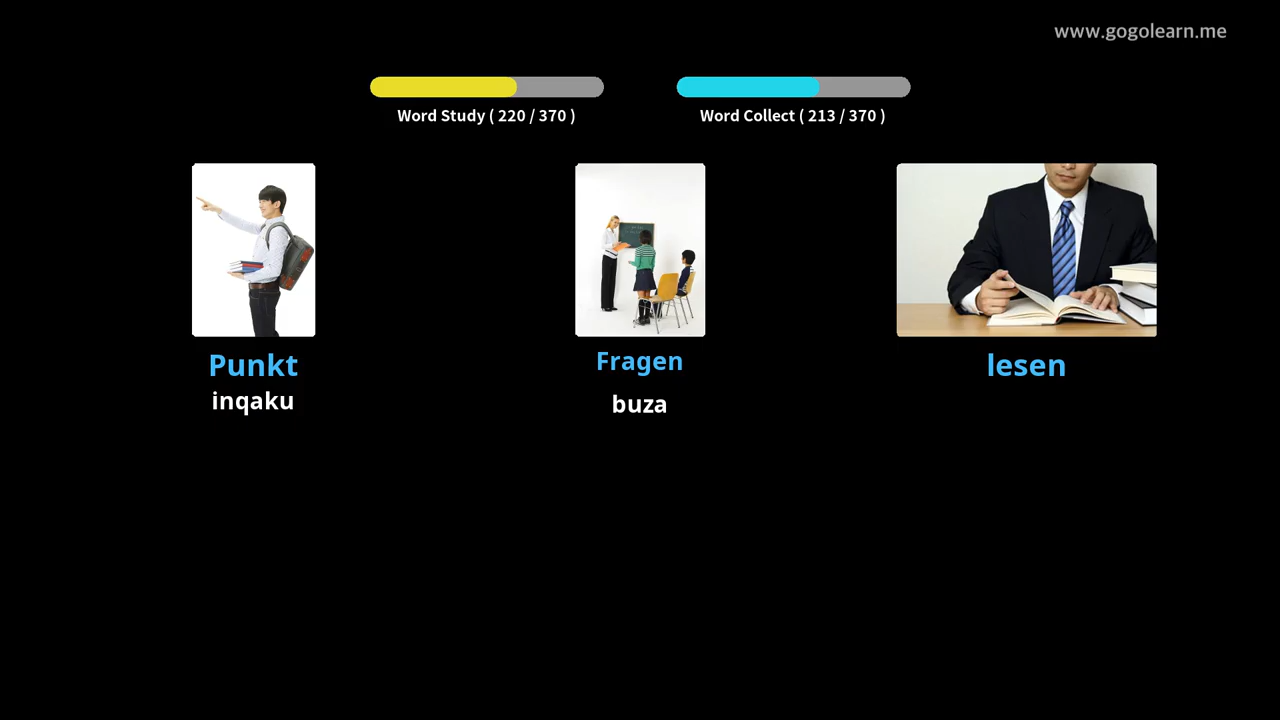 www.gogolearn.me
Word Study ( 220 / 370 )
Word Collect ( 213 / 370 )
Punkt
inqaku
Fragen
buza
lesen